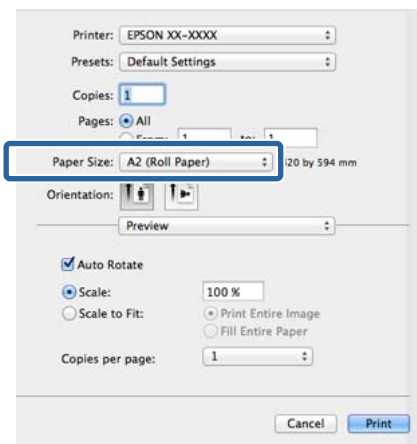 Printer: EPSON XX-XXXX
Presets: Default Settings
Copies: 1
Pages: All
1 to: 1
Paper Size: A2 (Roll Paper) 20 by 594 mm
Orientation:
Preview
Auto Rotate
Scale: 100 %
Scale to Fit: Print Entire Image
Fill Entire Paper
Copies per page: 1
Cancel Print